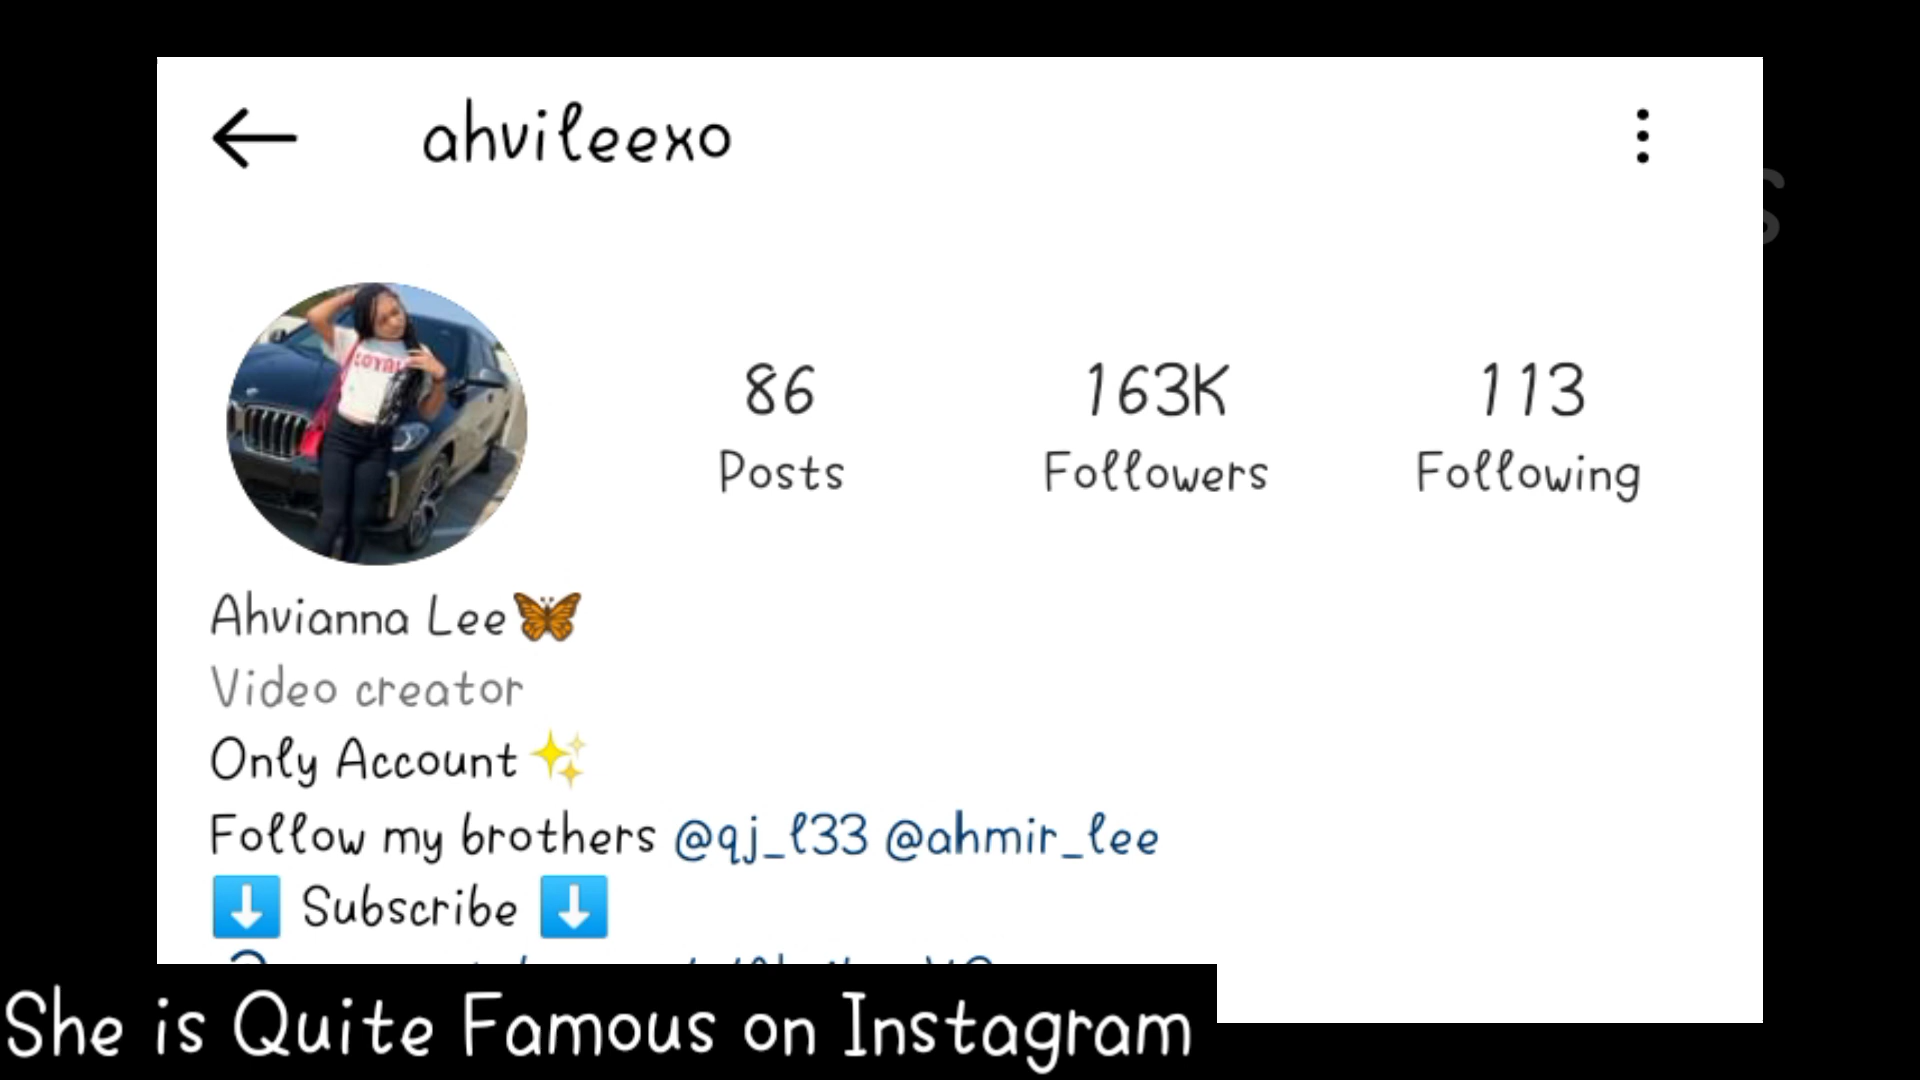 ahvileexo
86
163K
113
Posts
Followers
Following
Ahvianna Lee🦋
Video creator
Only Account✨
Follow my brothers @qj_l33 @ahmir_lee
⬇️ Subscribe ⬇️
She is Quite Famous on Instagram